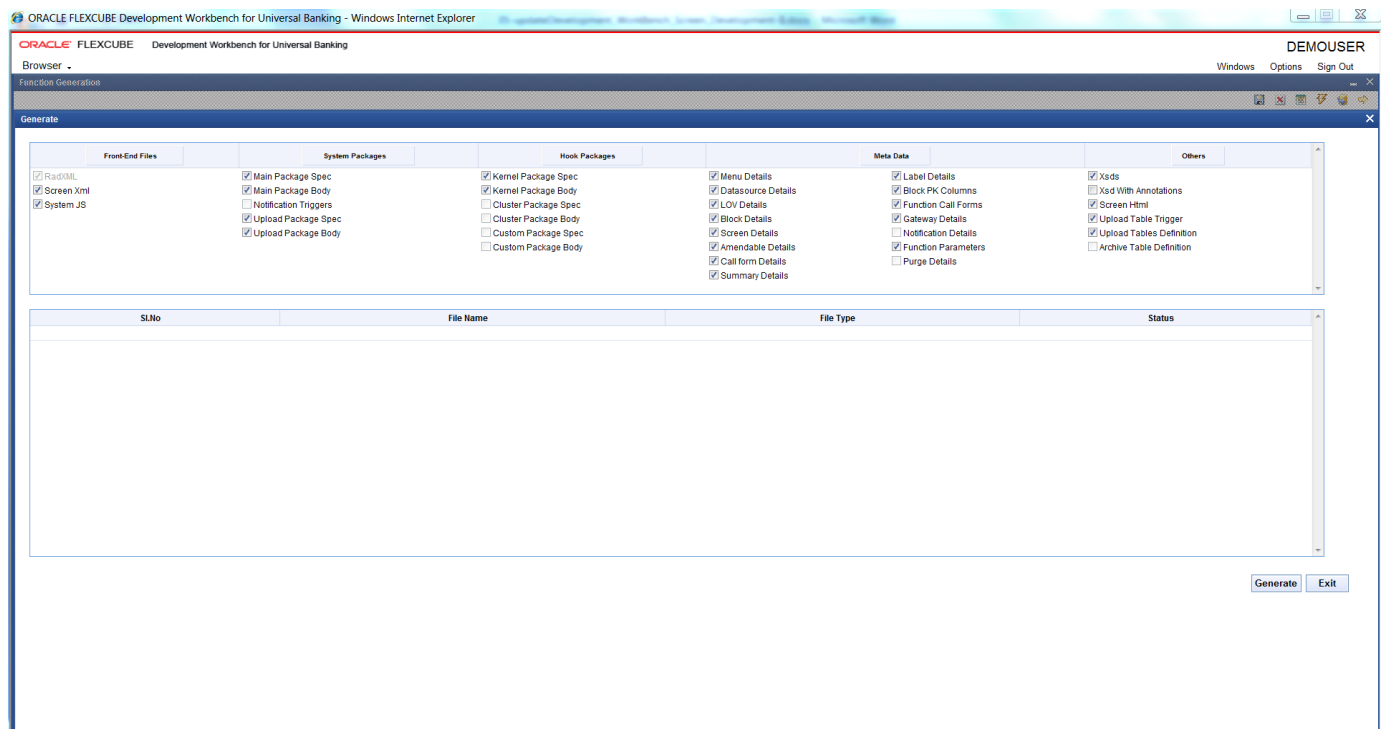 ORACLE FLEXCUBE Development Workbench for Universal Banking - Windows Internet Explorer
ORACLE FLEXCUBE Development Workbench for Universal Banking DEMOUSER
Browser Windows Options Sign Out
Function Generation
Generate
Front-End Files System Packages Hook Packages Meta Data Others
RadXML Main Package Spec Kernel Package Spec Menu Details Label Details Xsds
Screen Xml Main Package Body Kernel Package Body Datasource Details Block PK Columns Xsd With Annotations
System JS Notification Triggers Cluster Package Spec LOV Details Function Call Forms Screen Html
Upload Package Spec Cluster Package Body Block Details Gateway Details Upload Table Trigger
Upload Package Body Custom Package Spec Screen Details Notification Details Upload Tables Definition
Custom Package Body Amendable Details Function Parameters Archive Table Definition
Call form Details Purge Details
Summary Details
Sl.No File Name File Type Status
Generate Exit